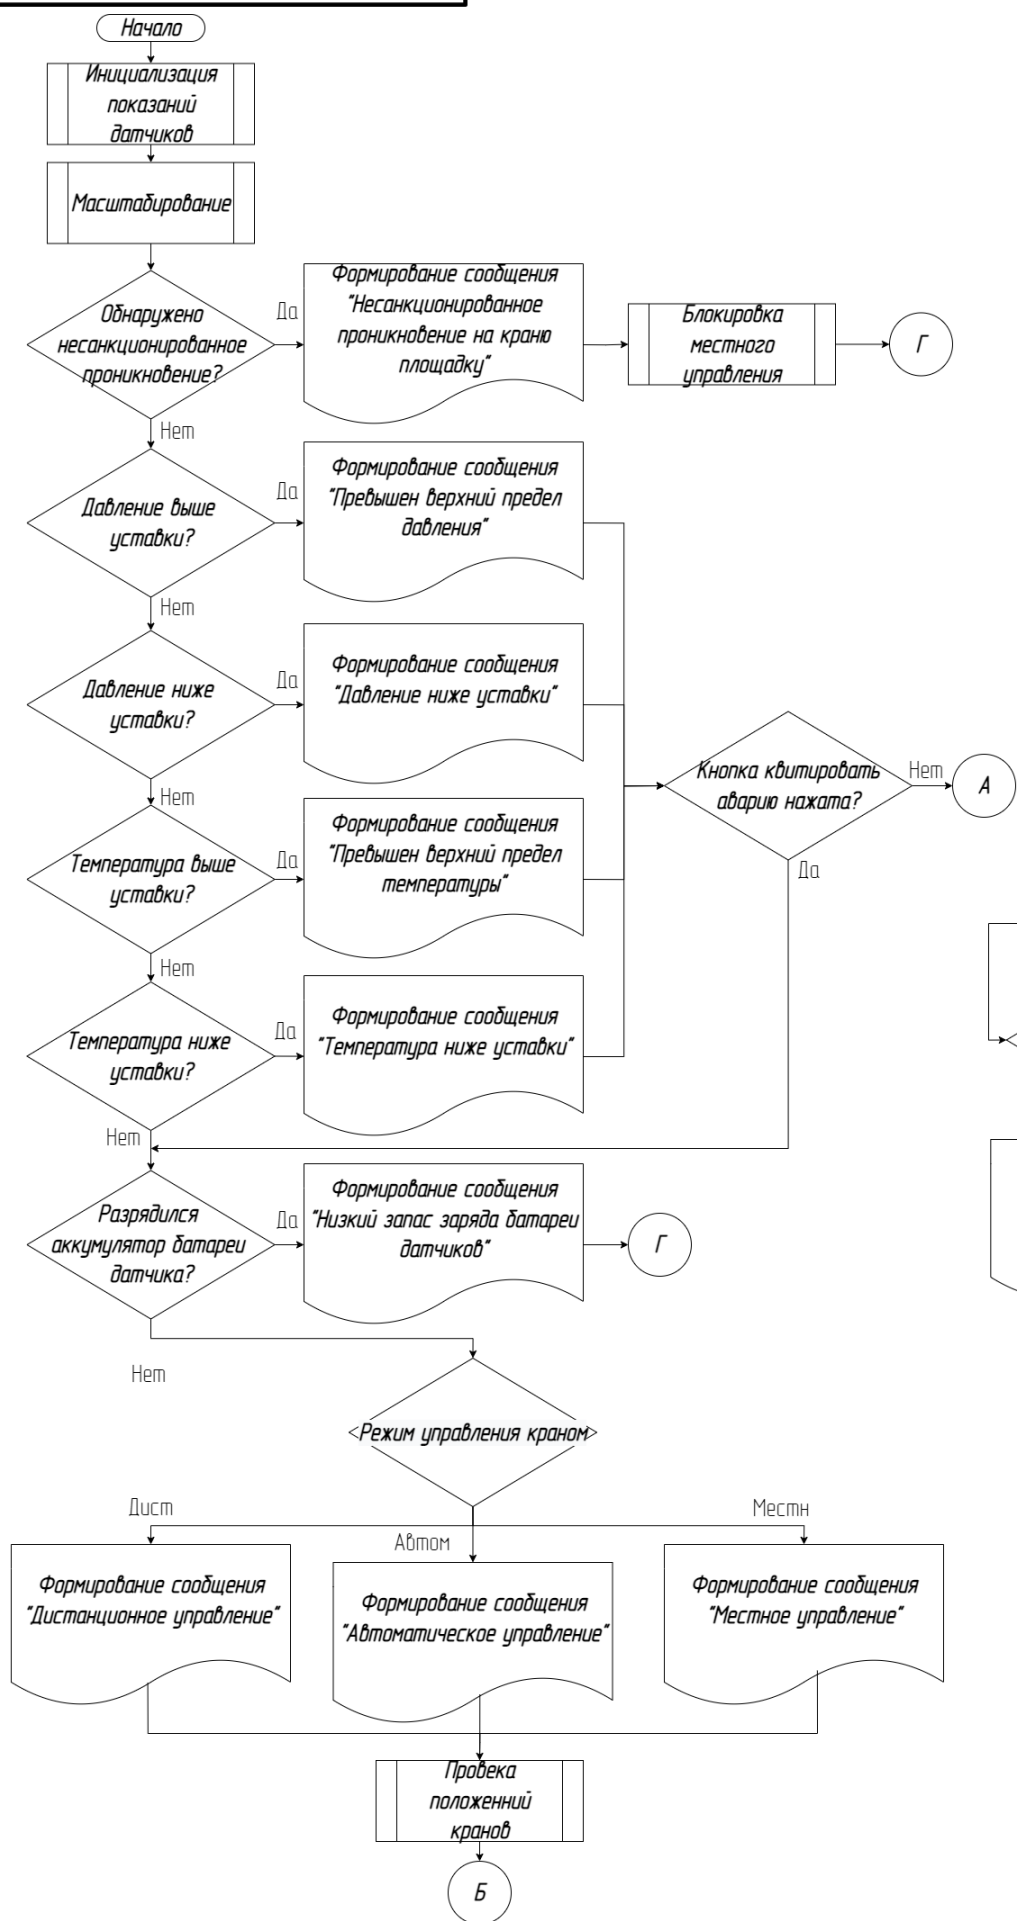 Начало
Инициализация
показаний
датчиков
Масштабирование
Обнаружено
несанкционированное
проникновение?
Да
Формирование сообщения
"Несанкционированное
проникновение на краню
площадку"
Блокировка
местного
управления
Г
Нет
Давление выше
уставки?
Да
Формирование сообщения
"Превышен верхний предел
давления"
Нет
Давление ниже
уставки?
Да
Формирование сообщения
"Давление ниже уставки"
Кнопка квитировать
аварию нажата?
Нет
А
Да
Нет
Температура выше
уставки?
Да
Формирование сообщения
"Превышен верхний предел
температуры"
Нет
Температура ниже
уставки?
Да
Формирование сообщения
"Температура ниже уставки"
Нет
Разрядился
аккумулятор батареи
датчика?
Да
Формирование сообщения
"Низкий запас заряда батареи
датчиков"
Г
Нет
Режим управления краном
Дист
Автом
Местн
Формирование сообщения
"Дистанционное управление"
Формирование сообщения
"Автоматическое управление"
Формирование сообщения
"Местное управление"
Провека
положенний
кранов
Б